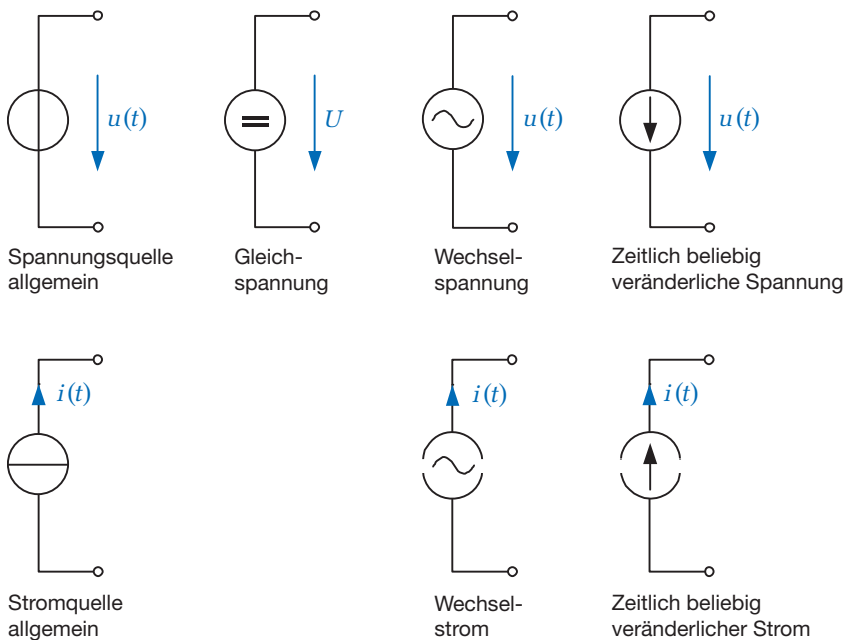 u(t)
U
u(t)
u(t)
Spannungsquelle
allgemein
Gleich-
spannung
Wechsel-
spannung
Zeitlich beliebig
veränderliche Spannung
i(t)
i(t)
i(t)
Stromquelle
allgemein
Wechsel-
strom
Zeitlich beliebig
veränderlicher Strom